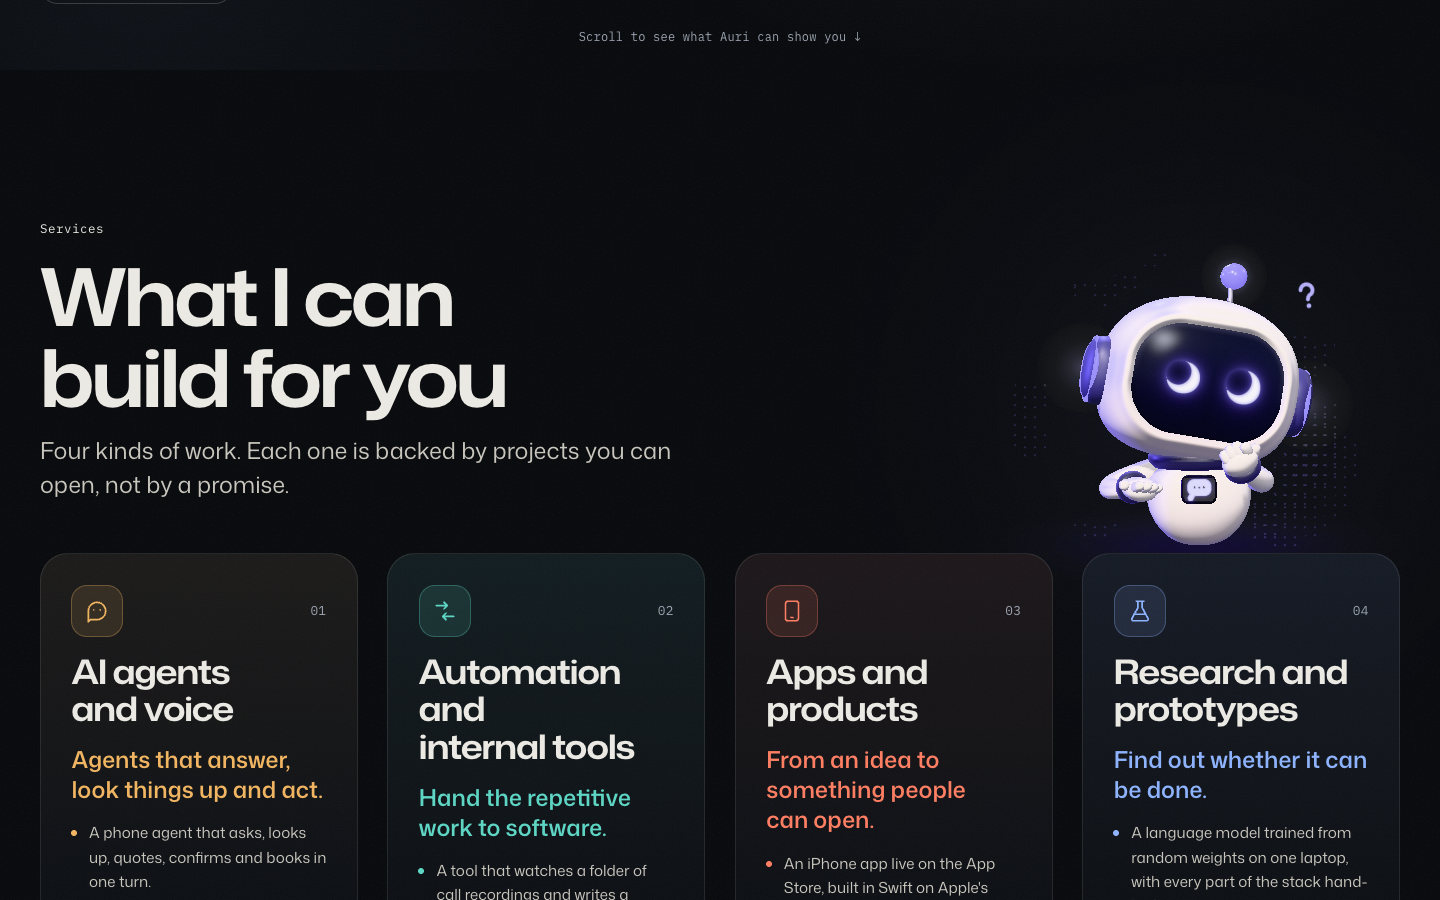 Scroll to see what Auri can show you ↓
Services
What I can
build for you
Four kinds of work. Each one is backed by projects you can
open, not by a promise.
?
01
AI agents
and voice
Agents that answer,
look things up and act.
• A phone agent that asks, looks
up, quotes, confirms and books in
one turn.
02
Automation
and
internal tools
Hand the repetitive
work to software.
• A tool that watches a folder of
call recordings and writes a
03
Apps and
products
From an idea to
something people
can open.
• An iPhone app live on the App
Store, built in Swift on Apple's
04
Research and
prototypes
Find out whether it can
be done.
• A language model trained from
random weights on one laptop,
with every part of the stack hand-